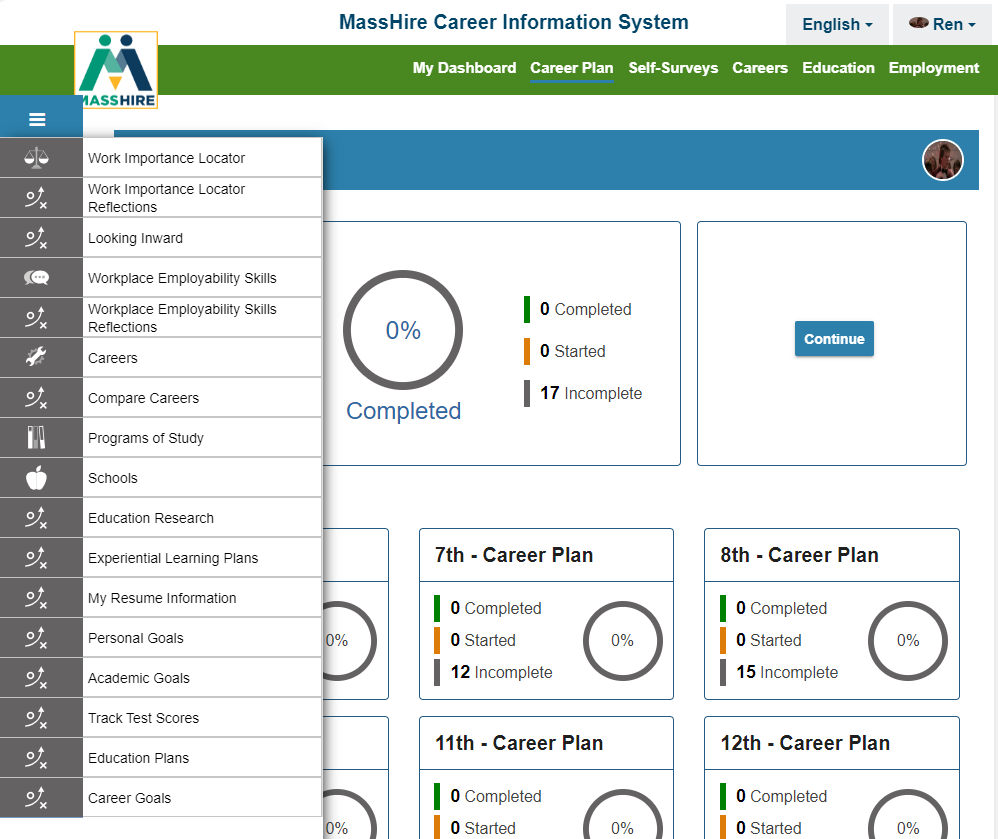 MassHire Career Information System
English
Ren
MASSHIRE
My Dashboard Career Plan Self-Surveys Careers Education Employment
Work Importance Locator
Work Importance Locator
Reflections
Looking Inward
Workplace Employability Skills
Workplace Employability Skills
Reflections
Careers
Compare Careers
Programs of Study
Schools
Education Research
Experiential Learning Plans
My Resume Information
Personal Goals
Academic Goals
Track Test Scores
Education Plans
Career Goals
0%
Completed
0 Completed
0 Started
17 Incomplete
Continue
0%
7th - Career Plan
0 Completed
0 Started
12 Incomplete
0%
8th - Career Plan
0 Completed
0 Started
15 Incomplete
0%
0%
11th - Career Plan
0 Completed
0 Started
0%
12th - Career Plan
0 Completed
0 Started
0%